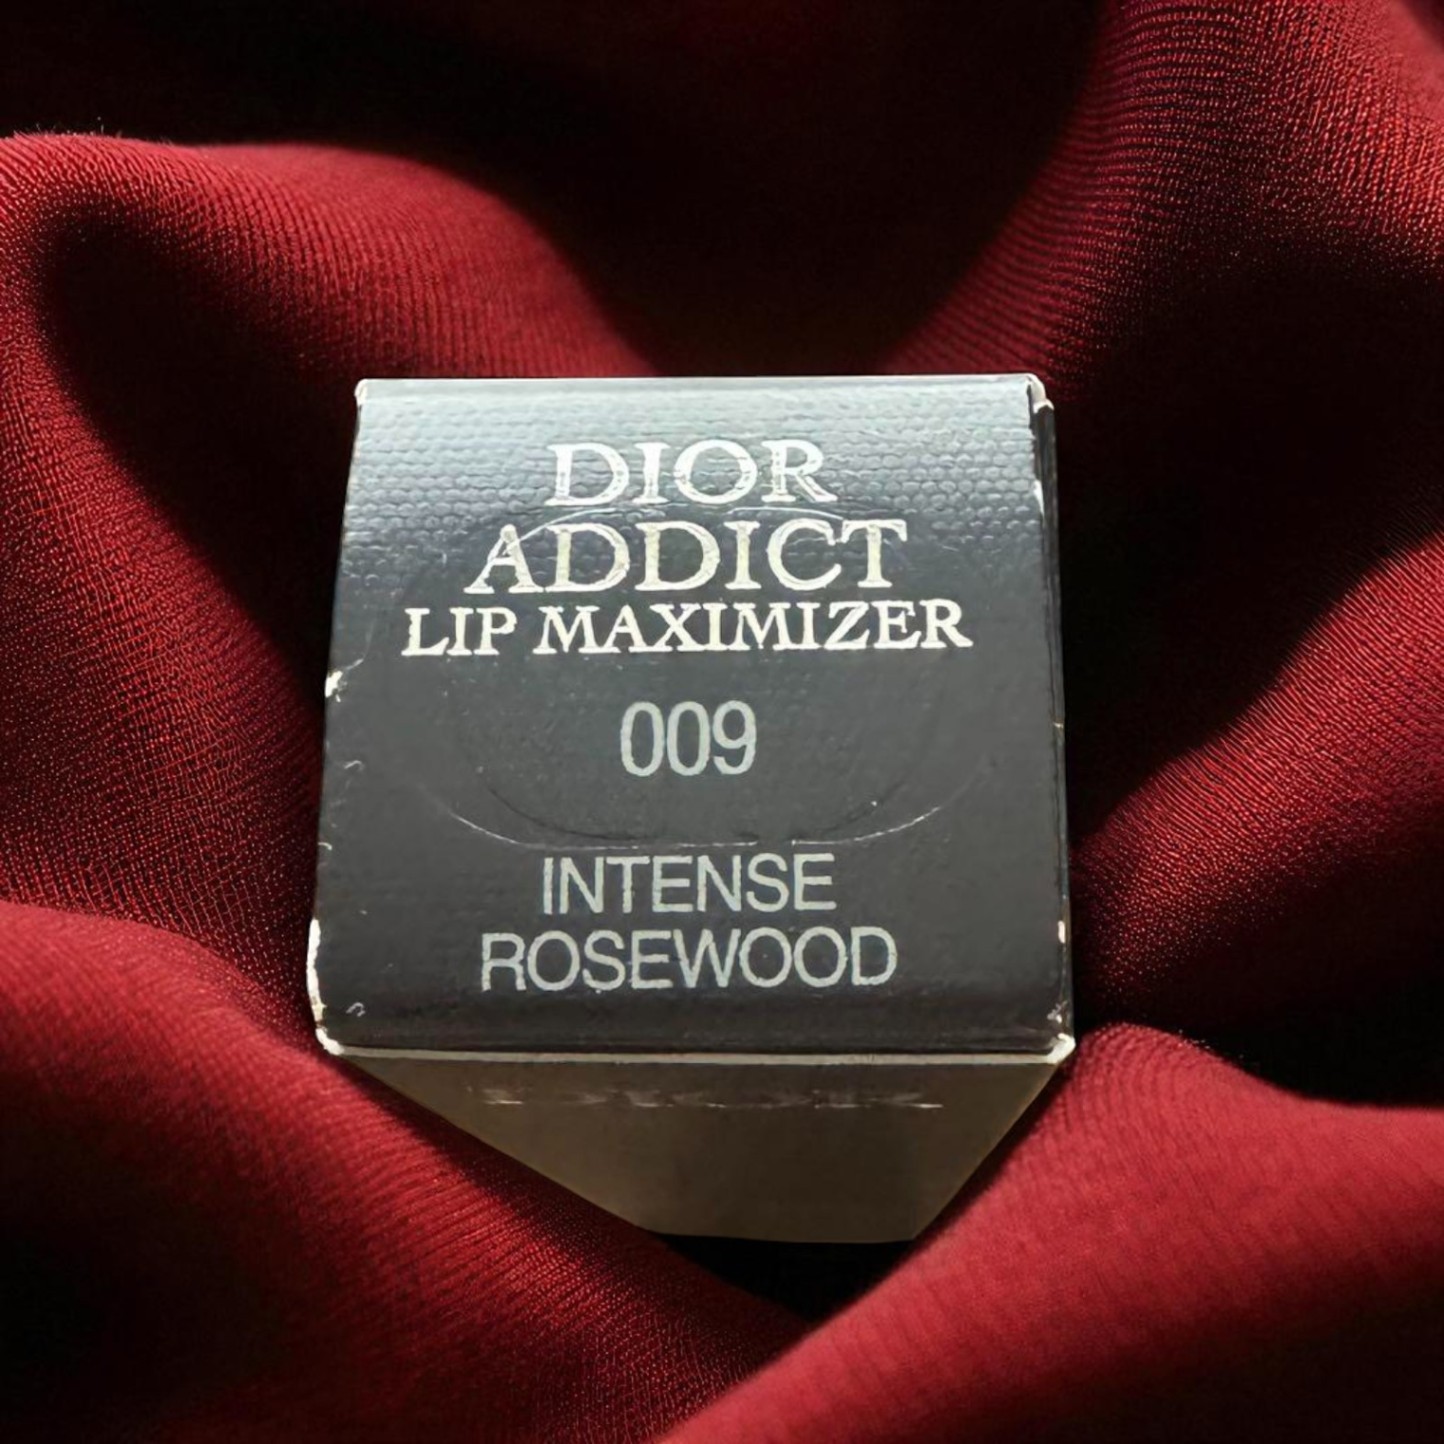 DIOR
ADDICT
LIP MAXIMIZER
009
INTENSE
ROSEWOOD